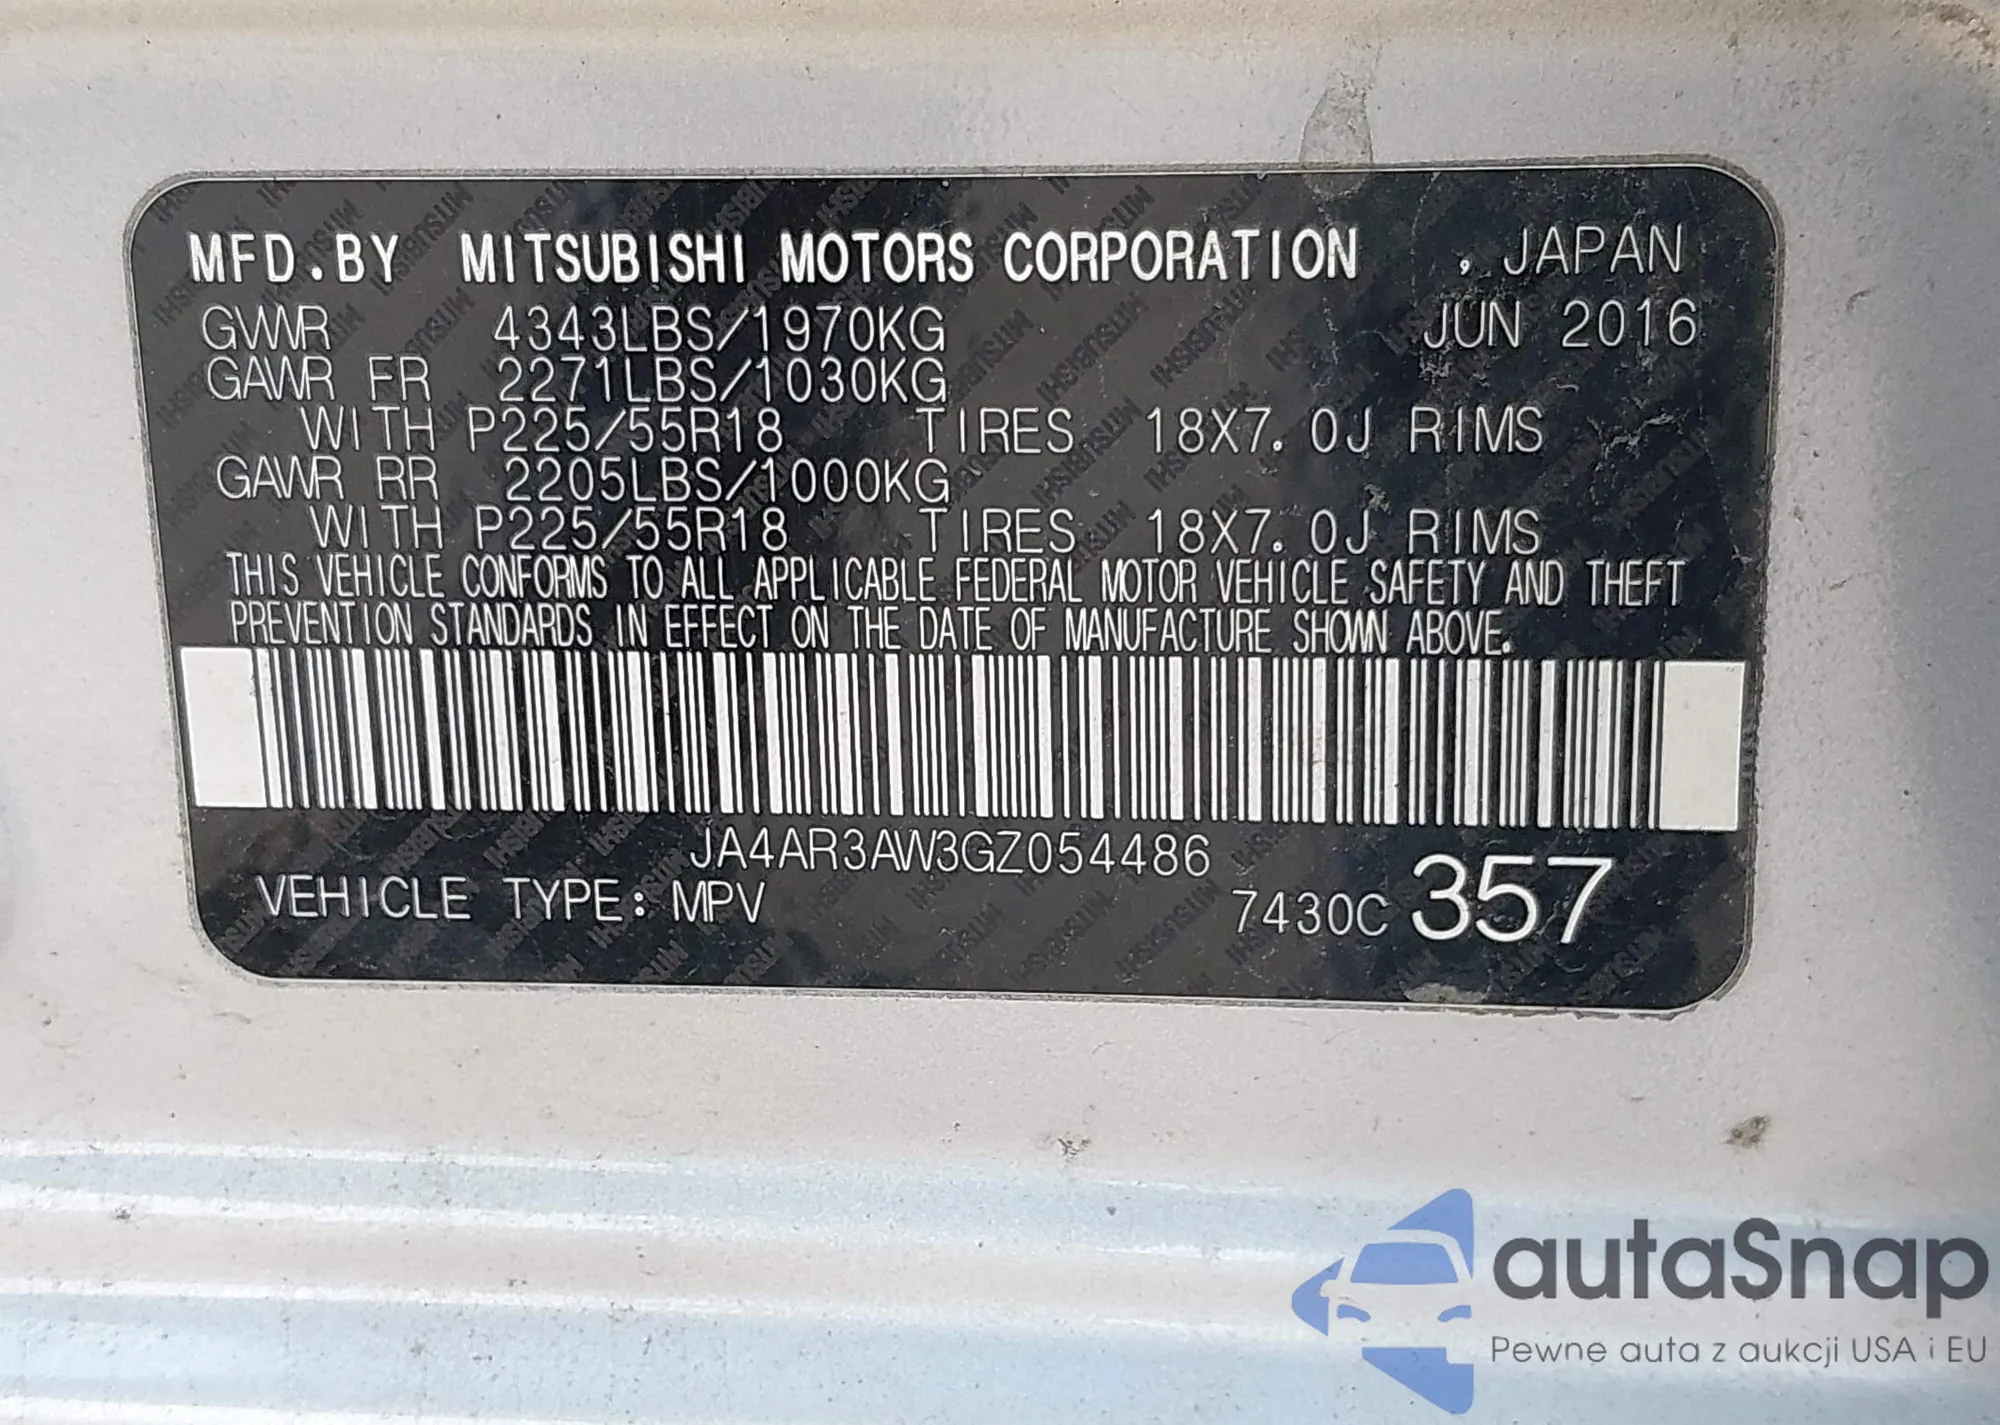 MFD.BY MITSUBISHI MOTORS CORPORATION , JAPAN
GVWR 4343LBS/1970KG JUN 2016
GAWR FR 2271LBS/1030KG
WITH P225/55R18 TIRES 18X7.0J RIMS
GAWR RR 2205LBS/1000KG
WITH P225/55R18 TIRES 18X7.0J RIMS
THIS VEHICLE CONFORMS TO ALL APPLICABLE FEDERAL MOTOR VEHICLE SAFETY AND THEFT
PREVENTION STANDARDS IN EFFECT ON THE DATE OF MANUFACTURE SHOWN ABOVE.
JA4AR3AW3GZ054486
VEHICLE TYPE: MPV 7430C 357
autaSnap
Pewne auta z aukcji USA i EU